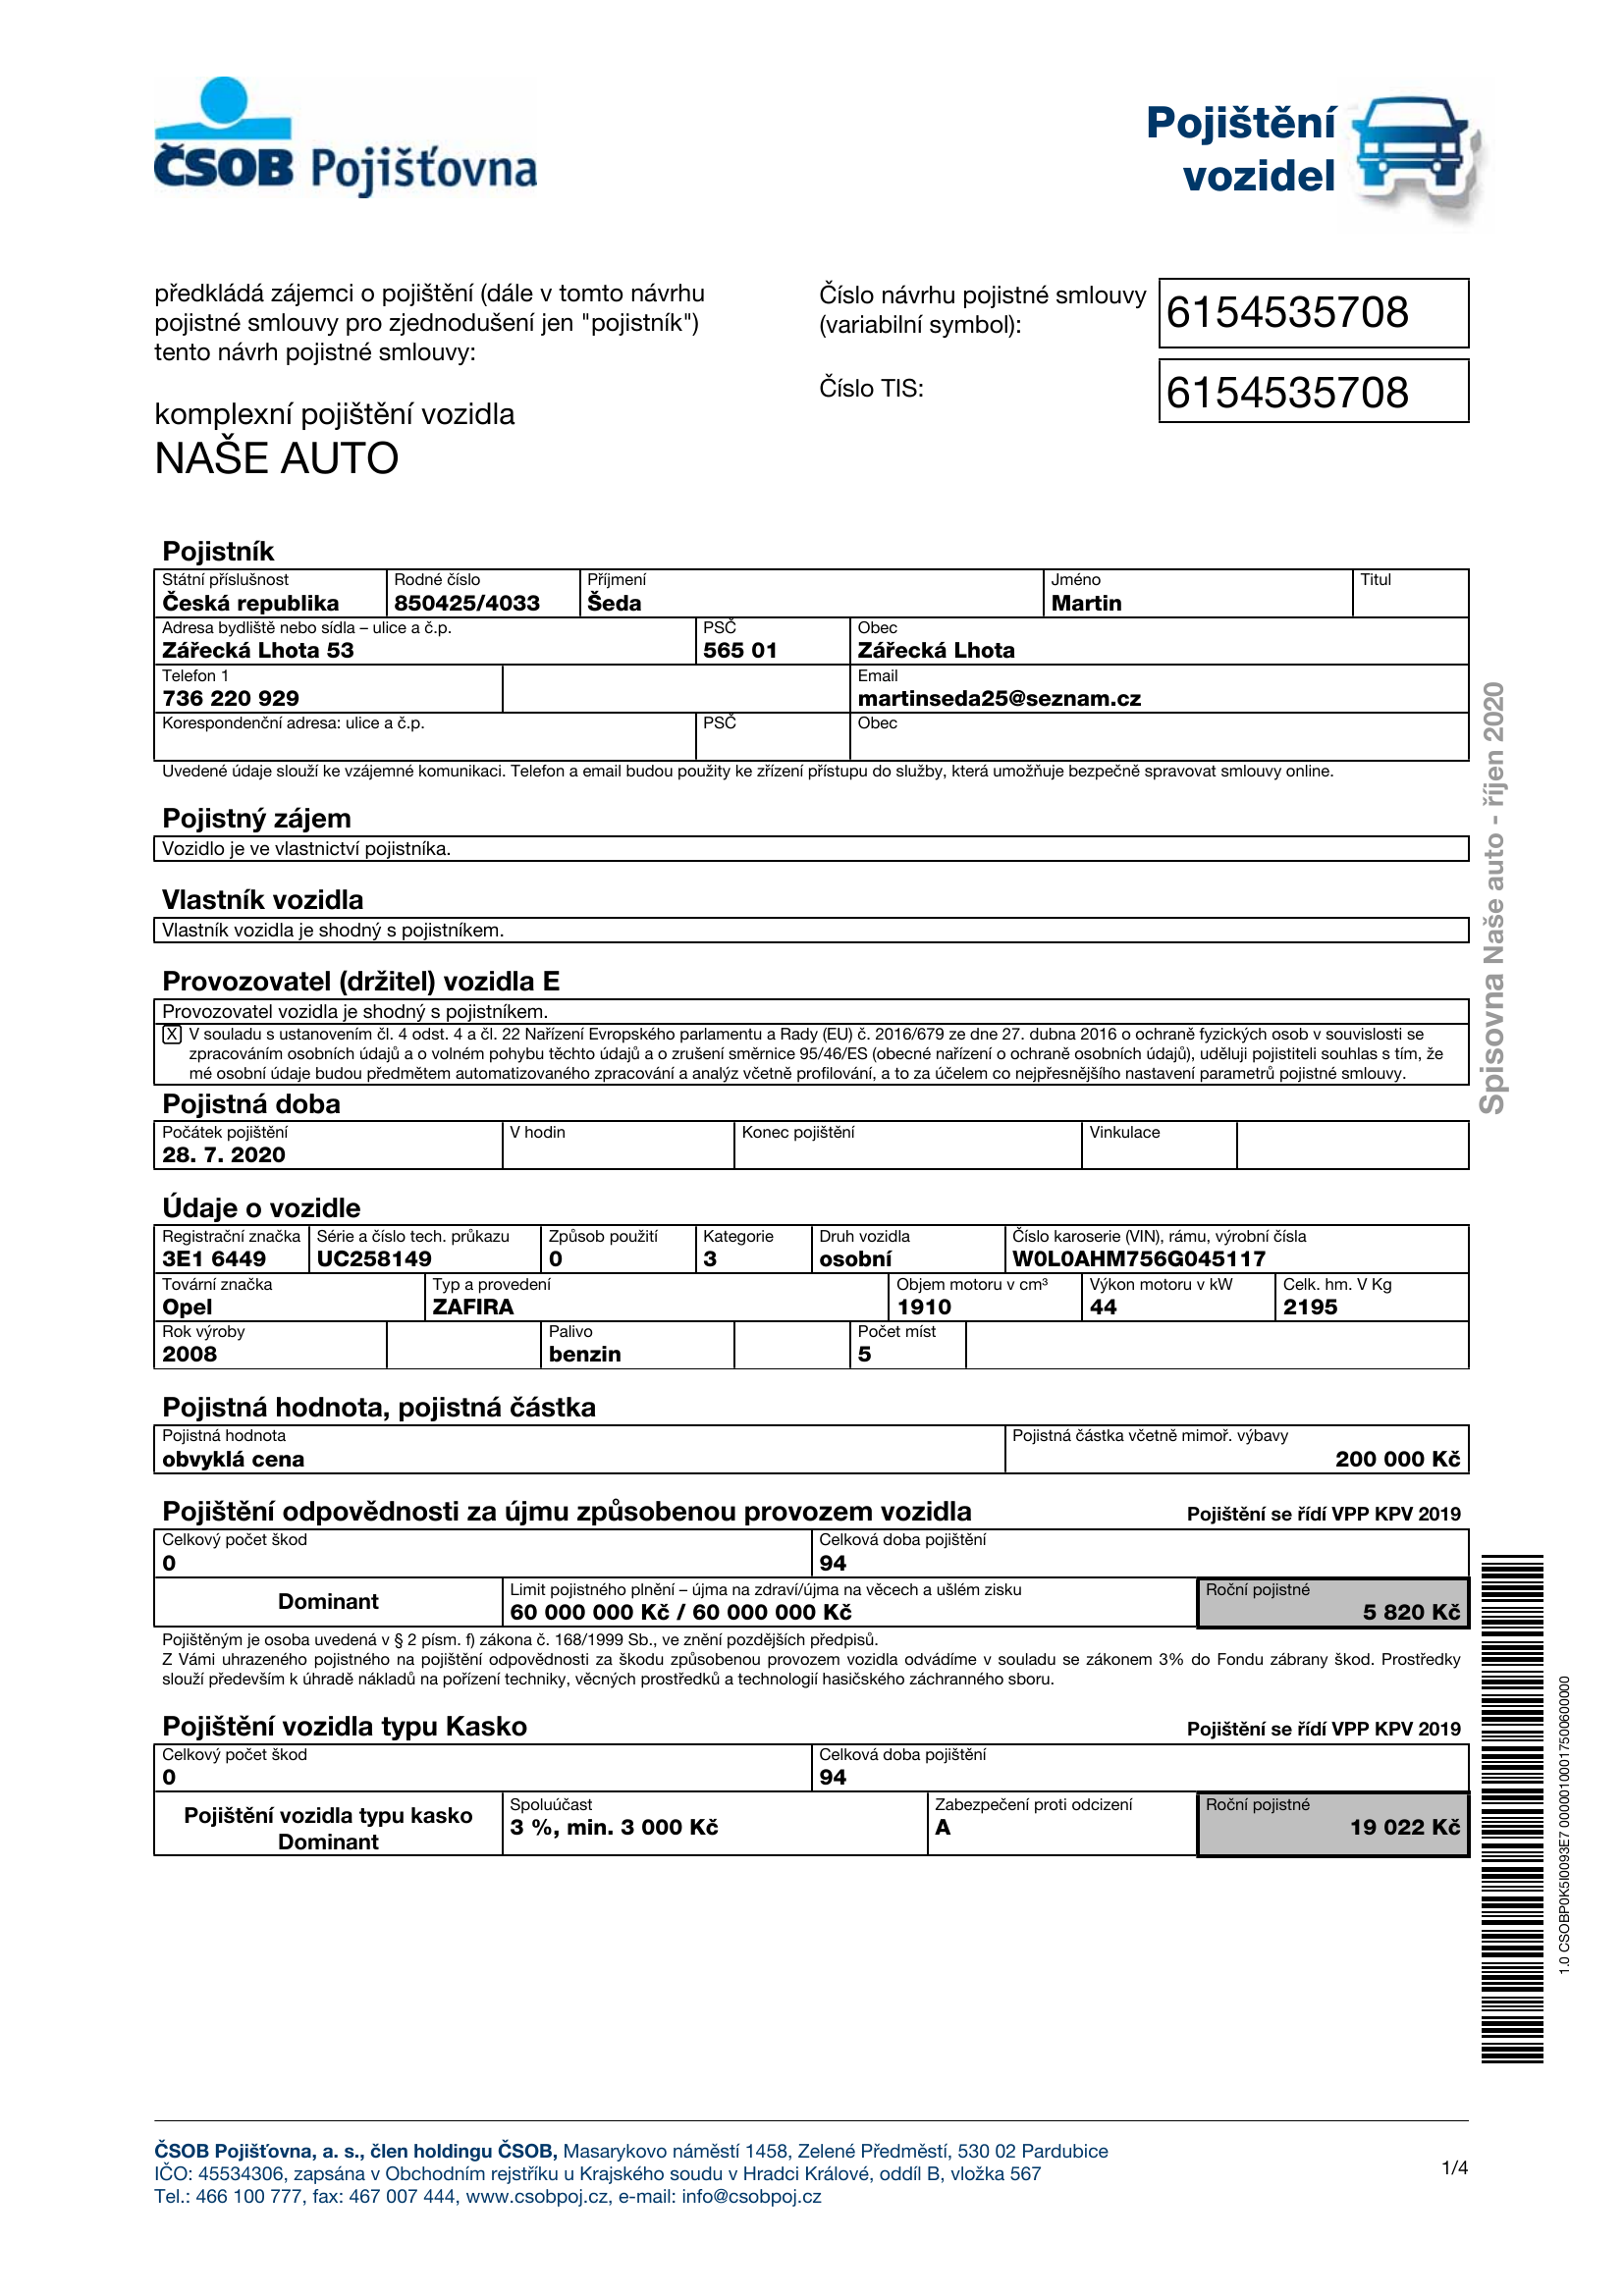 ČSOB Pojišťovna
Pojištění
vozidel
předkládá zájemci o pojištění (dále v tomto návrhu
pojistné smlouvy pro zjednodušení jen "pojistník")
tento návrh pojistné smlouvy:
Číslo návrhu pojistné smlouvy
(variabilní symbol):
6154535708
Číslo TIS:
6154535708
komplexní pojištění vozidla
NAŠE AUTO
Pojistník
Státní příslušnost Rodné číslo Příjmení Jméno Titul
Česká republika 850425/4033 Šeda Martin
Adresa bydliště nebo sídla – ulice a č.p. PSČ Obec
Zářecká Lhota 53 565 01 Zářecká Lhota
Telefon 1 Email
736 220 929 martinseda25@seznam.cz
Korespondenční adresa: ulice a č.p. PSČ Obec
Uvedené údaje slouží ke vzájemné komunikaci. Telefon a email budou použity ke zřízení přístupu do služby, která umožňuje bezpečně spravovat smlouvy online.
Pojistný zájem
Vozidlo je ve vlastnictví pojistníka.
Vlastník vozidla
Vlastník vozidla je shodný s pojistníkem.
Provozovatel (držitel) vozidla E
Provozovatel vozidla je shodný s pojistníkem.
X V souladu s ustanovením čl. 4 odst. 4 a čl. 22 Nařízení Evropského parlamentu a Rady (EU) č. 2016/679 ze dne 27. dubna 2016 o ochraně fyzických osob v souvislosti se
zpracováním osobních údajů a o volném pohybu těchto údajů a o zrušení směrnice 95/46/ES (obecné nařízení o ochraně osobních údajů), uděluji pojistiteli souhlas s tím, že
mé osobní údaje budou předmětem automatizovaného zpracování a analýz včetně profilování, a to za účelem co nejpřesnějšího nastavení parametrů pojistné smlouvy.
Pojistná doba
Počátek pojištění V hodin Konec pojištění Vinkulace
28. 7. 2020
Údaje o vozidle
Registrační značka Série a číslo tech. průkazu Způsob použití Kategorie Druh vozidla Číslo karoserie (VIN), rámu, výrobní čísla
3E1 6449 UC258149 0 3 osobní W0L0AHM756G045117
Tovární značka Typ a provedení Objem motoru v cm³ Výkon motoru v kW Celk. hm. V Kg
Opel ZAFIRA 1910 44 2195
Rok výroby Palivo Počet míst
2008 benzin 5
Pojistná hodnota, pojistná částka
Pojistná hodnota Pojistná částka včetně mimoř. výbavy
obvyklá cena 200 000 Kč
Pojištění odpovědnosti za újmu způsobenou provozem vozidla Pojištění se řídí VPP KPV 2019
Celkový počet škod Celková doba pojištění
0 94
Dominant
Limit pojistného plnění – újma na zdraví/újma na věcech a ušlém zisku Roční pojistné
60 000 000 Kč / 60 000 000 Kč 5 820 Kč
Pojištěným je osoba uvedená v § 2 písm. f) zákona č. 168/1999 Sb., ve znění pozdějších předpisů.
Z Vámi uhrazeného pojistného na pojištění odpovědnosti za škodu způsobenou provozem vozidla odvádíme v souladu se zákonem 3% do Fondu zábrany škod. Prostředky
slouží především k úhradě nákladů na pořízení techniky, věcných prostředků a technologií hasičského záchranného sboru.
Pojištění vozidla typu Kasko Pojištění se řídí VPP KPV 2019
Celkový počet škod Celková doba pojištění
0 94
Pojištění vozidla typu kasko
Dominant
Spoluúčast Zabezpečení proti odcizení Roční pojistné
3 %, min. 3 000 Kč A 19 022 Kč
Spisovna Naše auto - říjen 2020
1.0 CSOBP0K5I0093E7 00000100017500600000
ČSOB Pojišťovna, a. s., člen holdingu ČSOB, Masarykovo náměstí 1458, Zelené Předměstí, 530 02 Pardubice
IČO: 45534306, zapsána v Obchodním rejstříku u Krajského soudu v Hradci Králové, oddíl B, vložka 567
Tel.: 466 100 777, fax: 467 007 444, www.csobpoj.cz, e-mail: info@csobpoj.cz
1/4